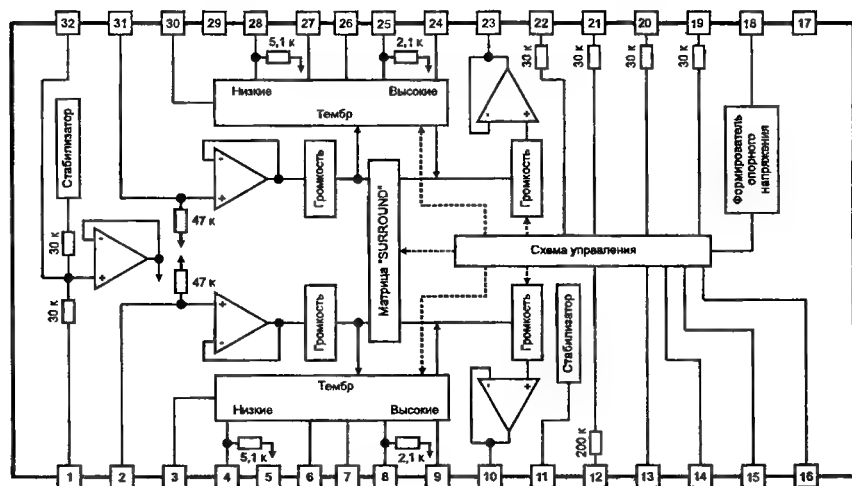 32 31 30 29 28 27 26 25 24 23 22 21 20 19 18 17
5,1 к
2,1 к
30 к
30 к
30 к
30 к
Низкие
Высокие
Тембр
Стабилизатор
Громкость
Громкость
Формирователь
опорного
напряжения
47 к
30 к
Матрица "SURROUND"
Схема управления
47 к
30 к
Громкость
Громкость
Стабилизатор
Тембр
Низкие
Высокие
5,1 к
2,1 к
200 к
1 2 3 4 5 6 7 8 9 10 11 12 13 14 15 16